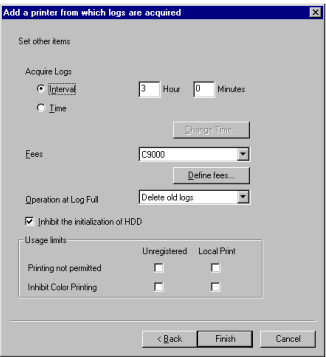 Add a printer from which logs are acquired
Set other items
Acquire Logs
Interval 3 Hour 0 Minutes
Time
Change Time...
Fees C9000
Define fees...
Operation at Log Full Delete old logs
Inhibit the initialization of HDD
Usage limits
Unregistered Local Print
Printing not permitted
Inhibit Color Printing
< Back Finish Cancel